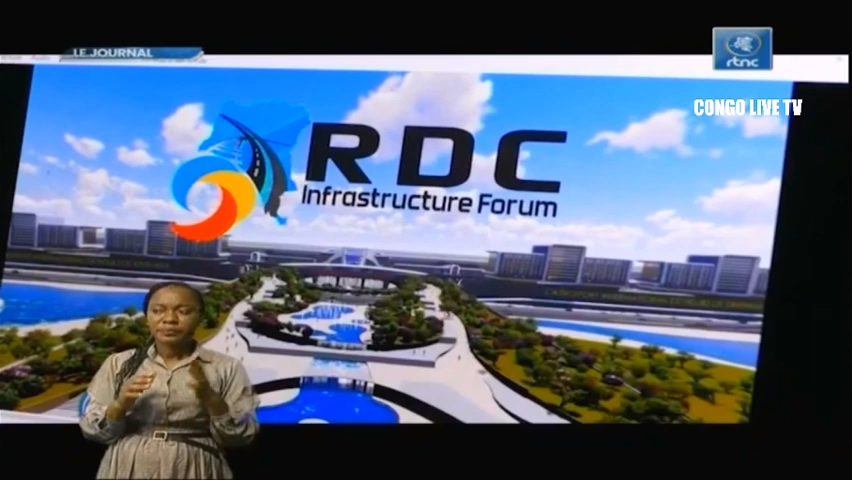 LE JOURNAL
rtnc
CONGO LIVE TV
RDC
Infrastructure Forum